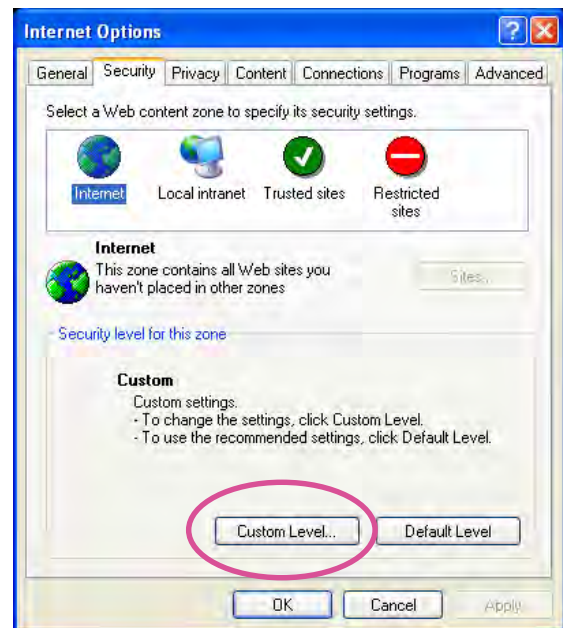 Internet Options
General Security Privacy Content Connections Programs Advanced
Select a Web content zone to specify its security settings.
Internet Local intranet Trusted sites Restricted sites
Internet
This zone contains all Web sites you
haven't placed in other zones
Sites...
Security level for this zone
Custom
Custom settings.
- To change the settings, click Custom Level.
- To use the recommended settings, click Default Level.
Custom Level... Default Level
OK Cancel Apply